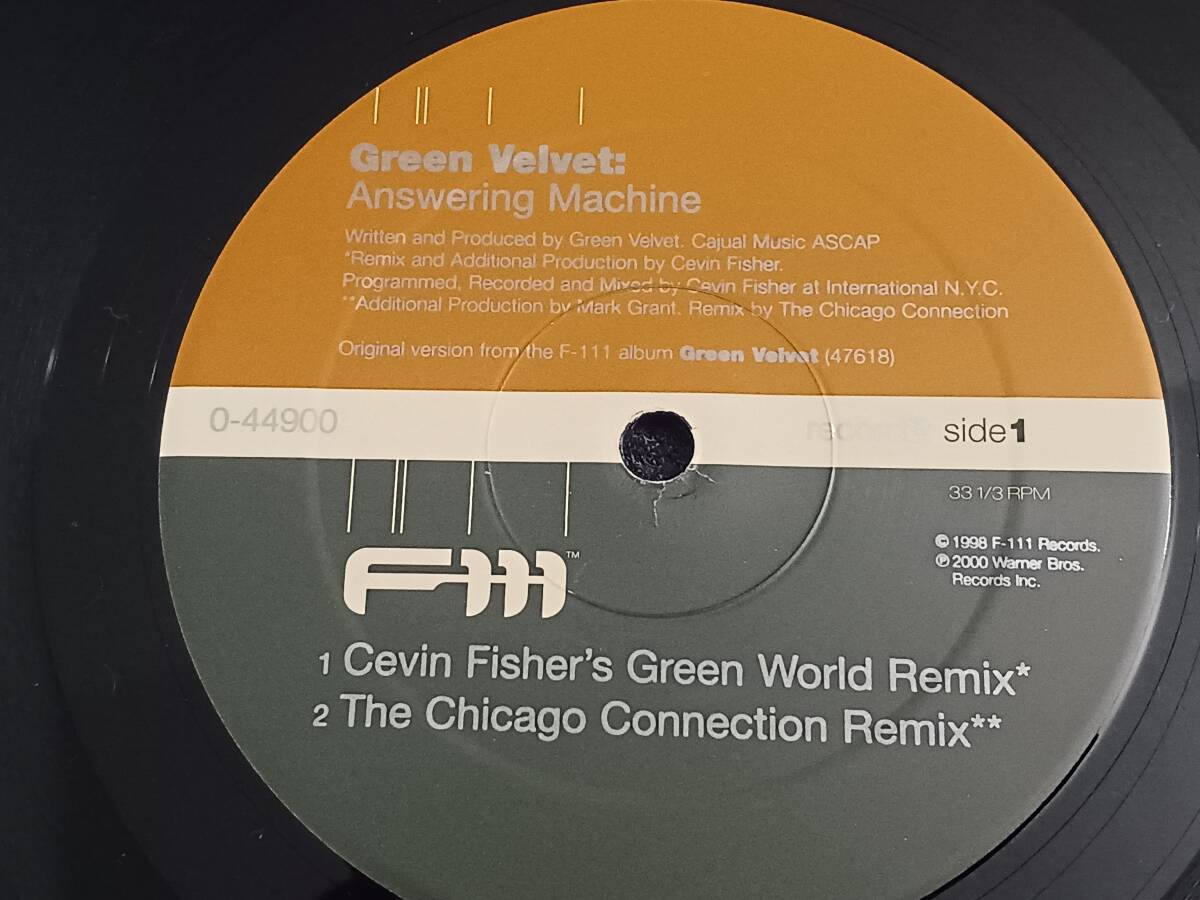 Green Velvet:
Answering Machine
Written and Produced by Green Velvet. Cajual Music ASCAP
*Remix and Additional Production by Cevin Fisher.
Programmed, Recorded and Mixed by Cevin Fisher at International N.Y.C.
**Additional Production by Mark Grant. Remix by The Chicago Connection
Original version from the F-111 album Green Velvet (47618)
0-44900
records side1
33 1/3 RPM
© 1998 F-111 Records.
℗ 2000 Warner Bros.
Records Inc.
F-111™
1 Cevin Fisher's Green World Remix*
2 The Chicago Connection Remix**